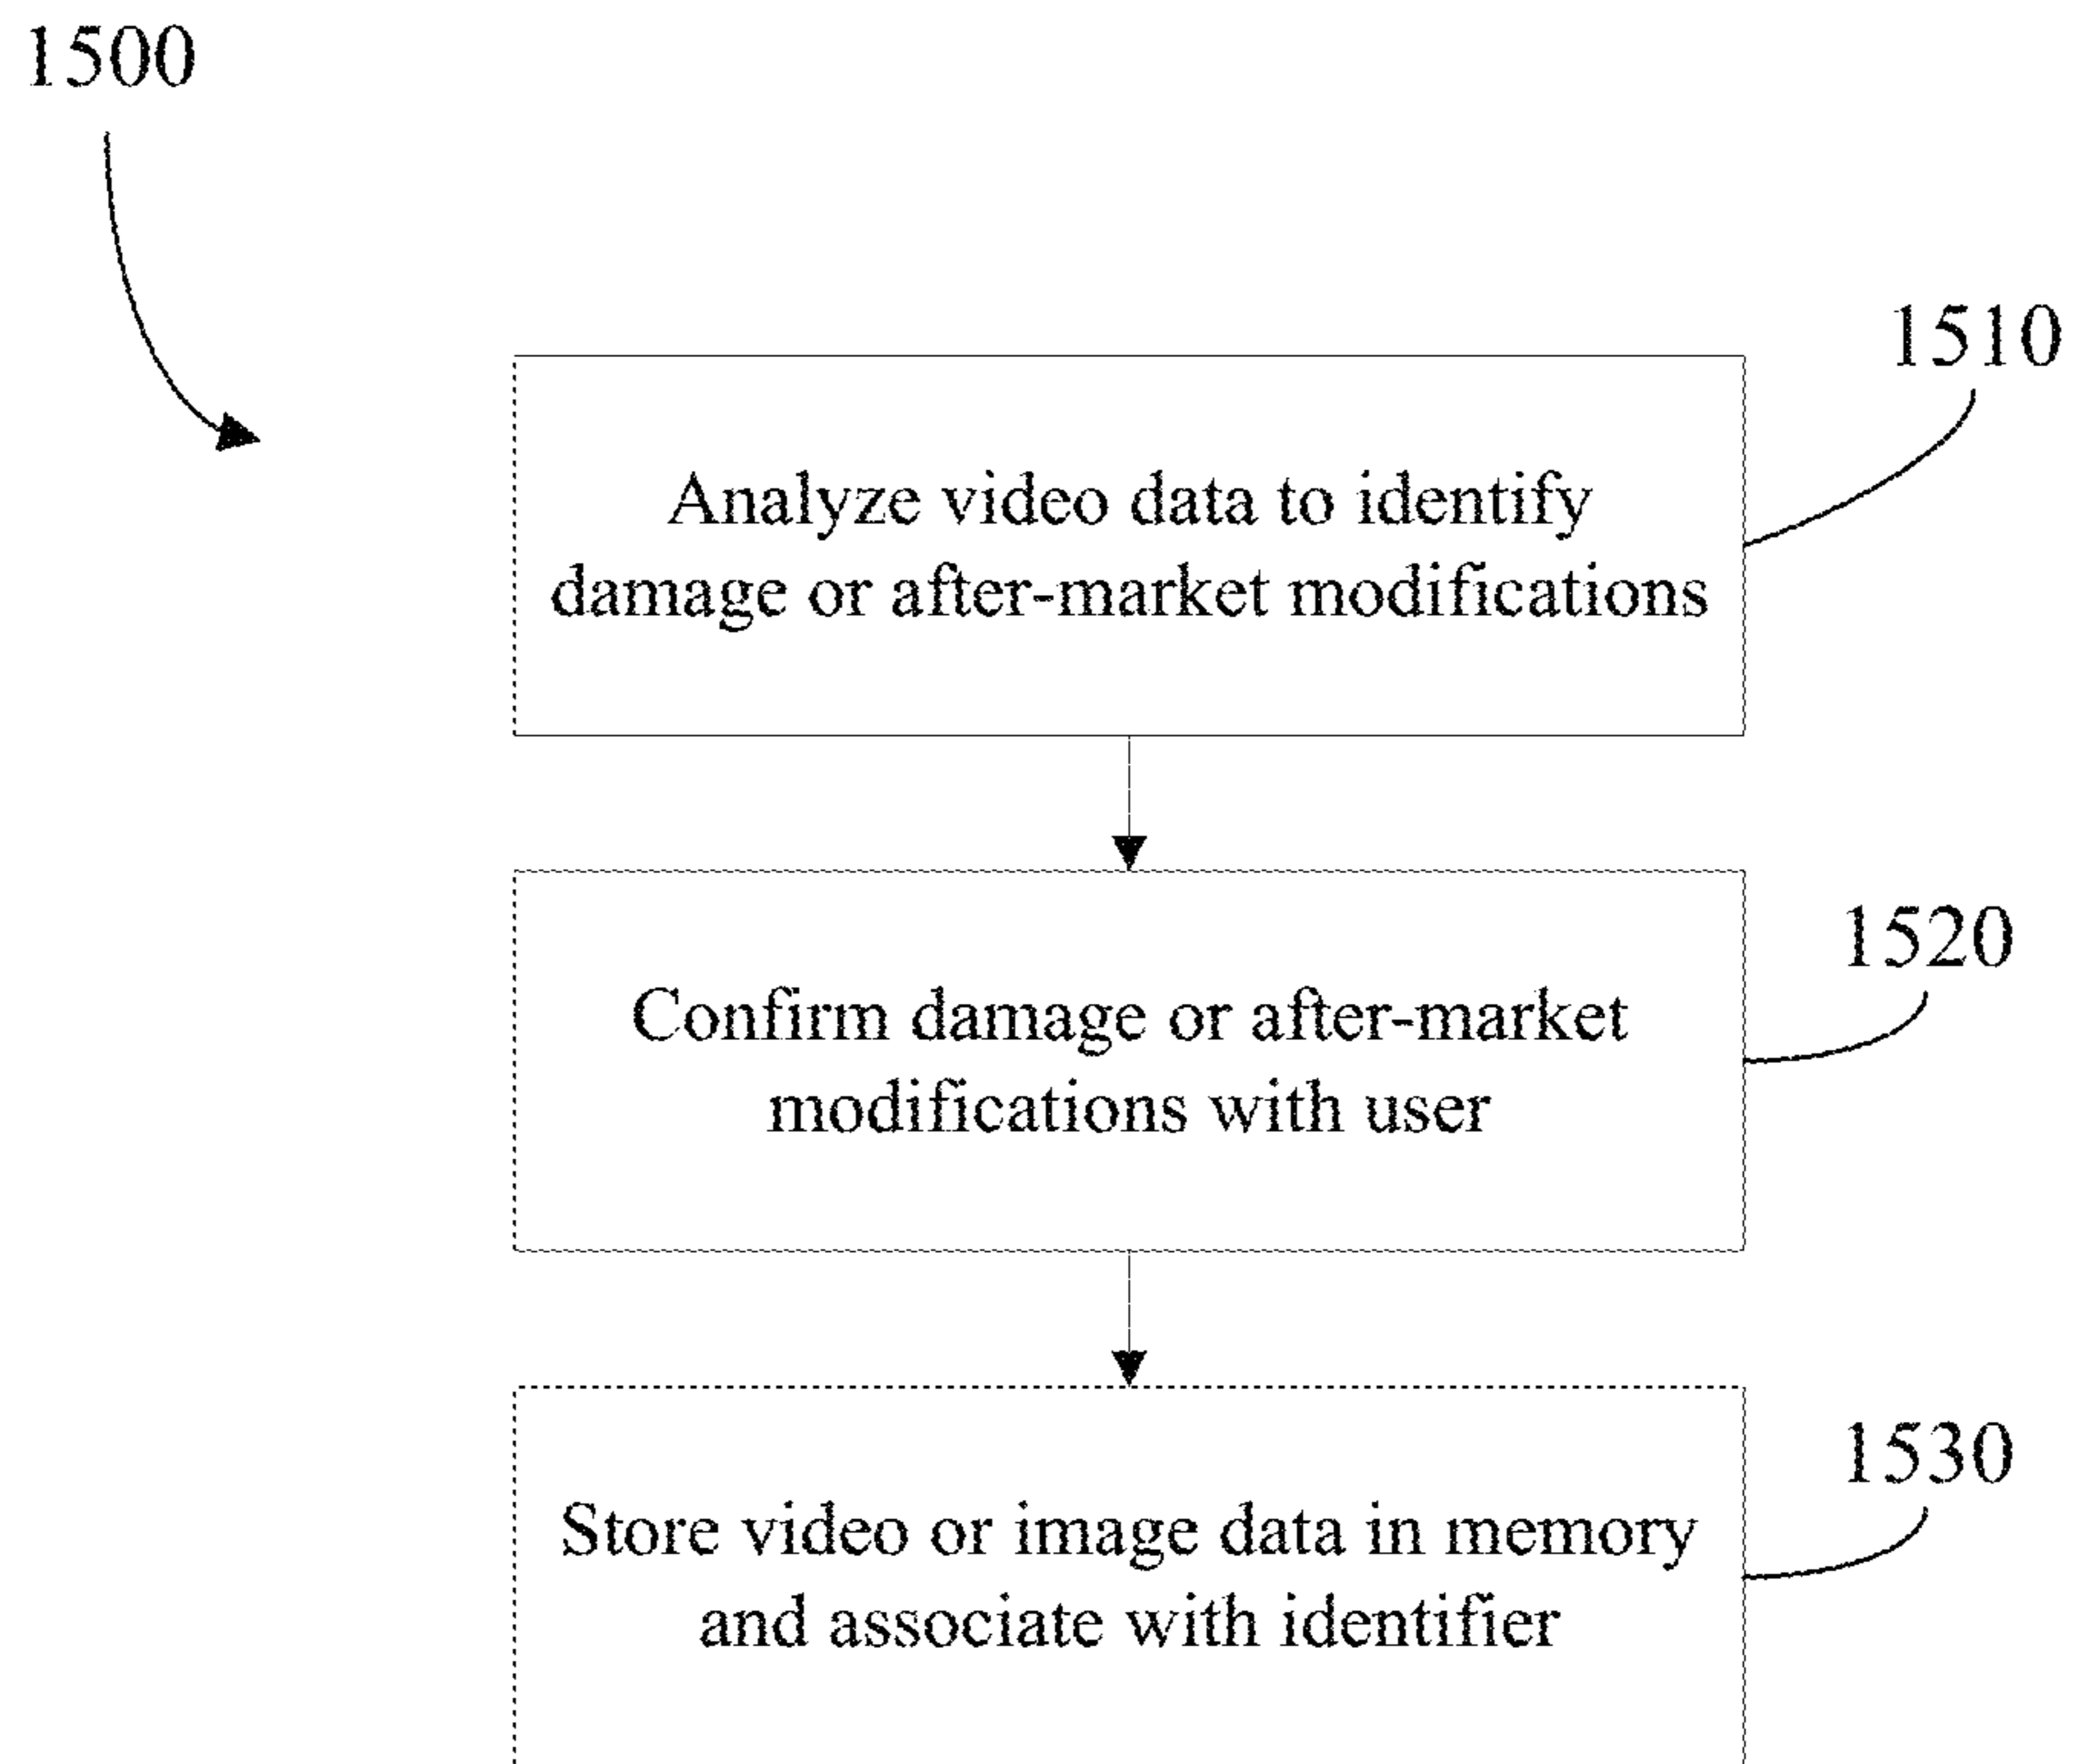 1500
1510
Analyze video data to identify
damage or after-market modifications
1520
Confirm damage or after-market
modifications with user
1530
Store video or image data in memory
and associate with identifier